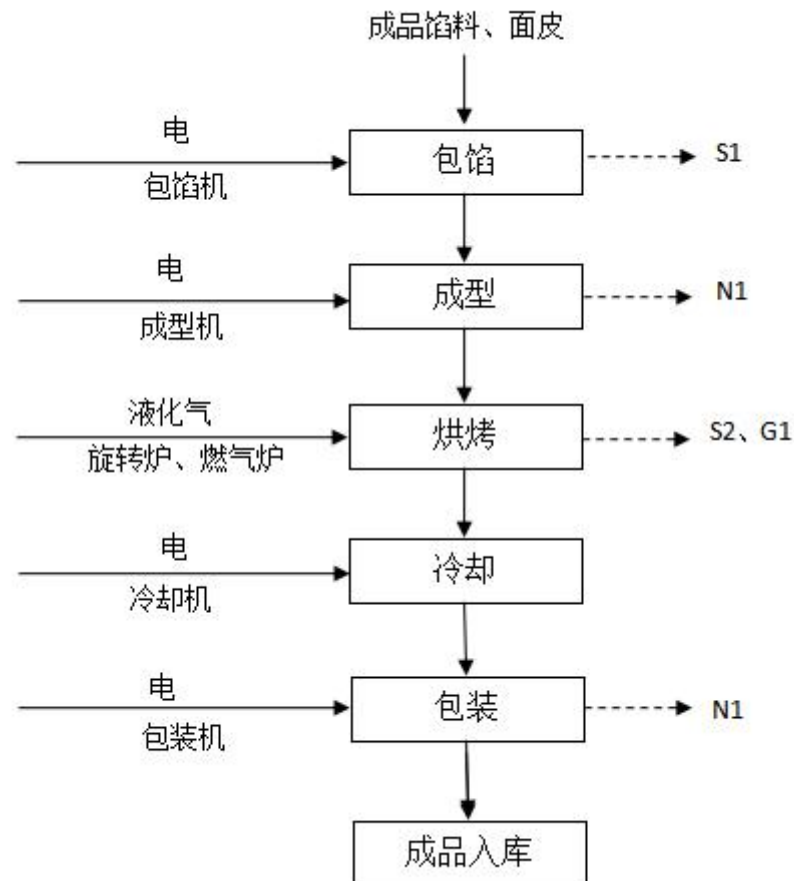 成品馅料、面皮
电
包馅机
包馅
S1
电
成型机
成型
N1
液化气
旋转炉、燃气炉
烘烤
S2、G1
电
冷却机
冷却
电
包装机
包装
N1
成品入库